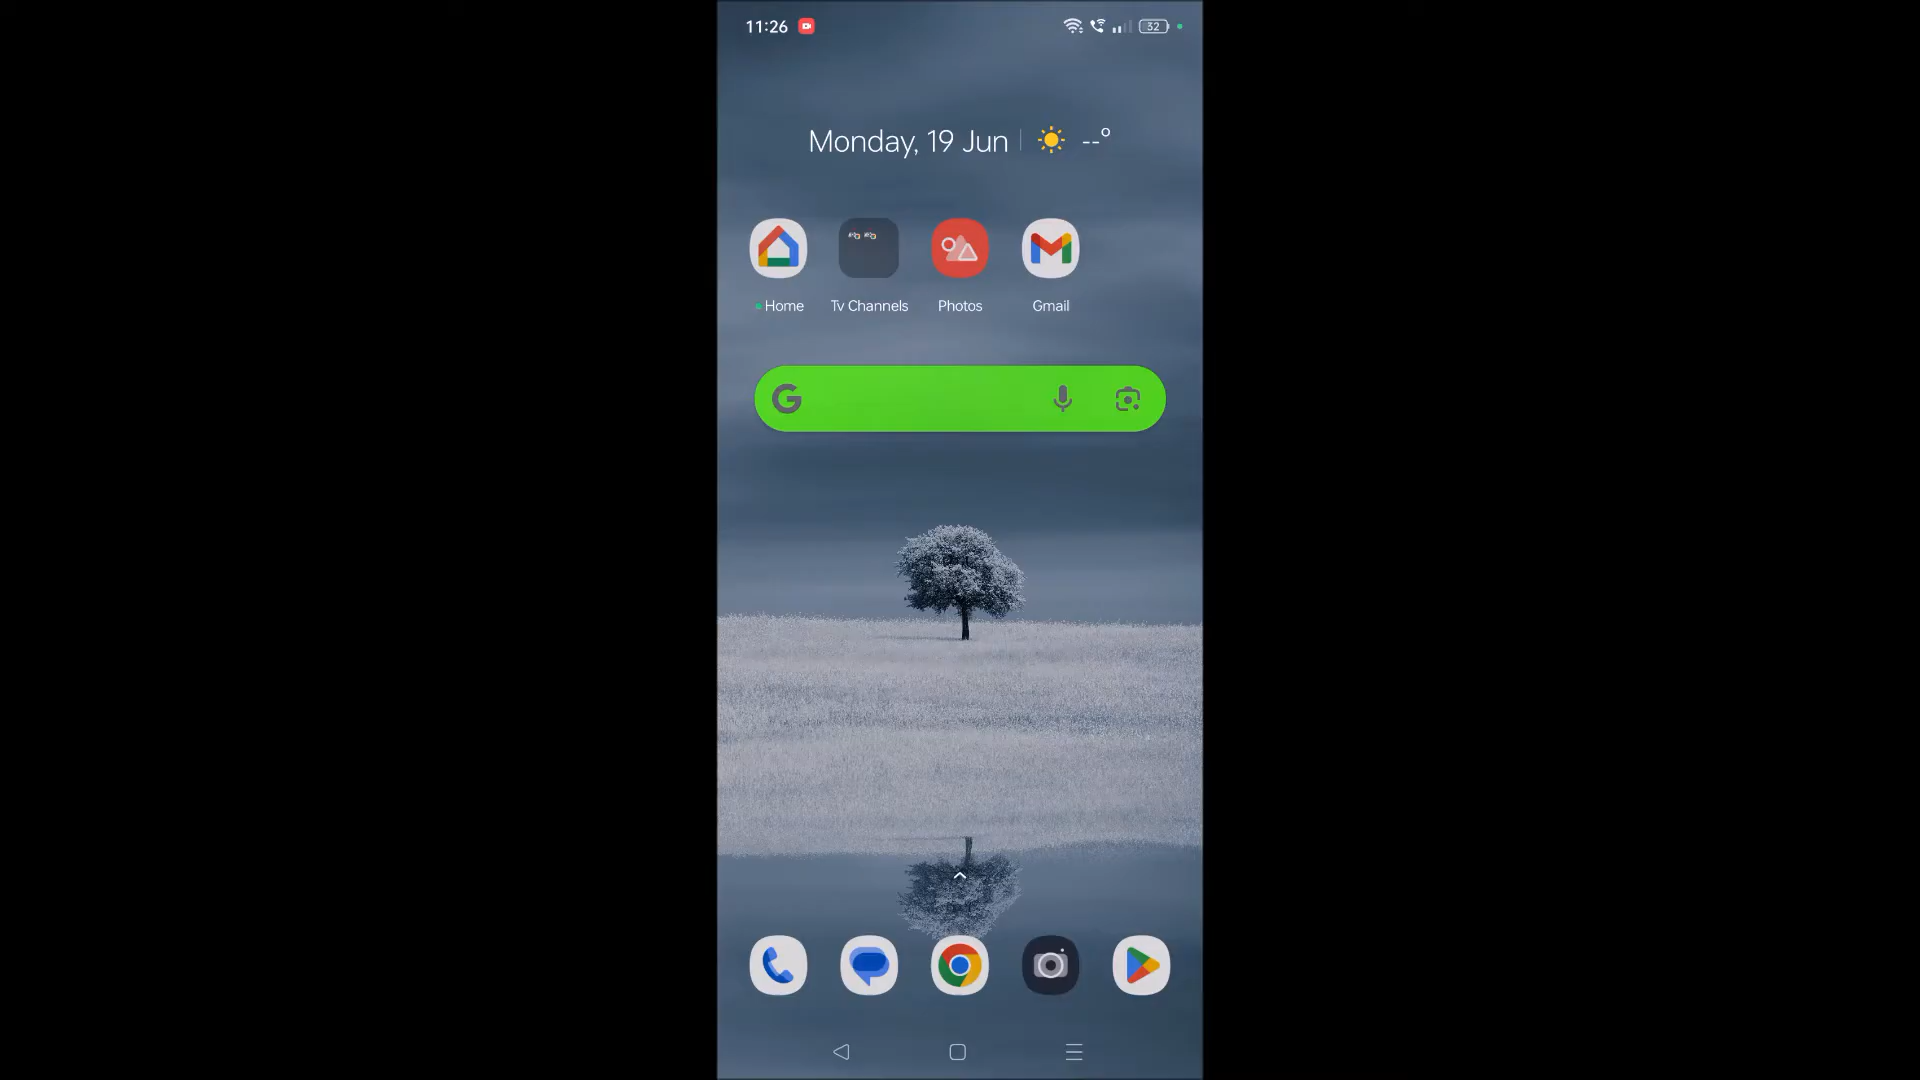 11:26
32
Monday, 19 Jun
--°
Home
Tv Channels
Photos
Gmail